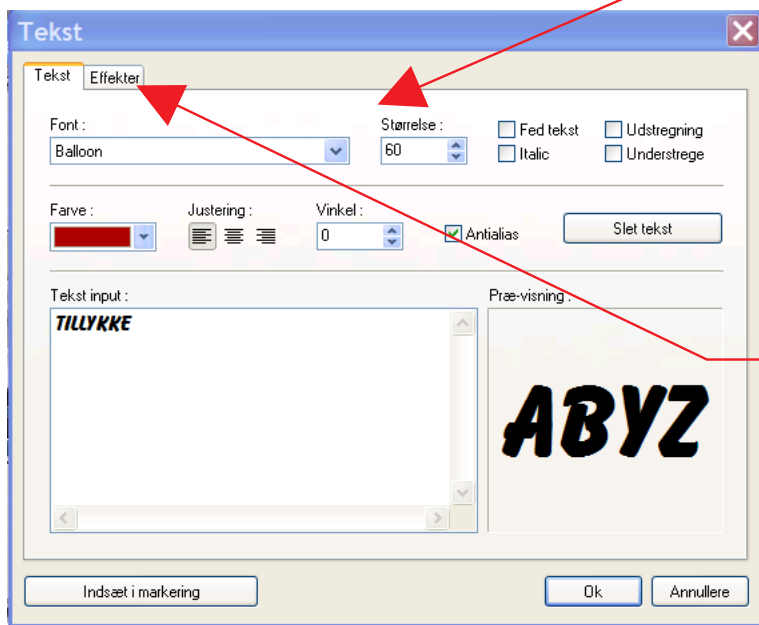 Tekst
Tekst Effekter
Font : Størrelse :
Balloon 60
Fed tekst Udstregning
Italic Understrege
Farve : Justering : Vinkel :
0 Antialias Slet tekst
Tekst input : Præ-visning :
TILLYKKE
ABYZ
Indsæt i markering Ok Annullere